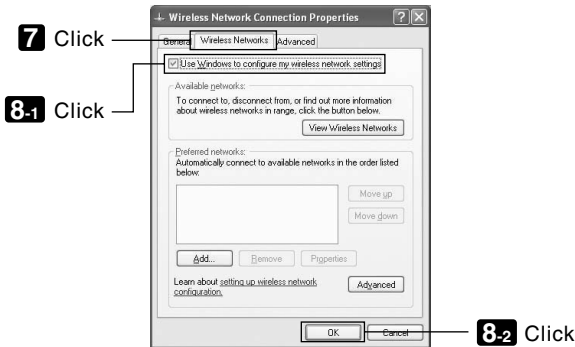 Wireless Network Connection Properties
7 Click
General Wireless Networks Advanced
Use Windows to configure my wireless network settings
8-1 Click
Available networks:
To connect to, disconnect from, or find out more information
about wireless networks in range, click the button below.
View Wireless Networks
Preferred networks:
Automatically connect to available networks in the order listed
below:
Move up
Move down
Add... Remove Properties
Learn about setting up wireless network
configuration.
Advanced
OK Cancel
8-2 Click